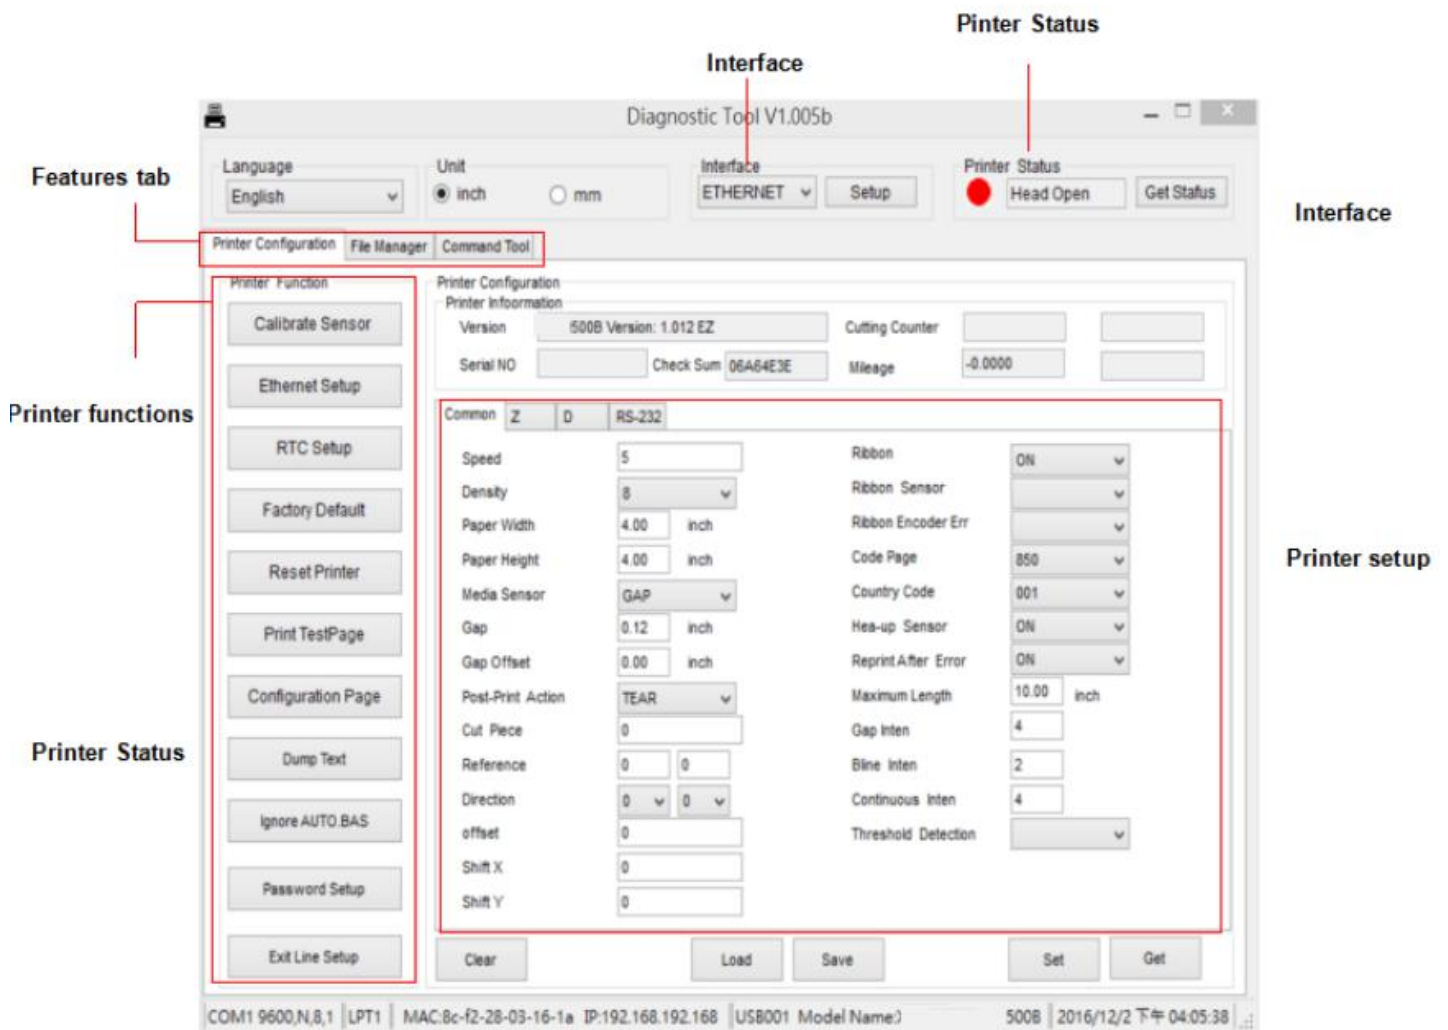 Pinter Status
Interface
Diagnostic Tool V1.005b
Features tab
Language
Unit
Interface
Printer Status
English
inch
mm
ETHERNET
Setup
Head Open
Get Status
Interface
Printer Configuration
File Manager
Command Tool
Printer Function
Printer Configuration
Printer Infoormation
Calibrate Sensor
Version
i500B Version: 1.012 EZ
Cutting Counter
Serial NO
Check Sum
06A64E3E
Mileage
-0.0000
Ethernet Setup
Printer functions
Common
Z
D
RS-232
RTC Setup
Speed
5
Ribbon
ON
Density
8
Ribbon Sensor
Factory Default
Paper Width
4.00
inch
Ribbon Encoder Err
Paper Height
4.00
inch
Code Page
850
Printer setup
Reset Printer
Media Sensor
GAP
Country Code
001
Print TestPage
Gap
0.12
inch
Hea-up Sensor
ON
Gap Offset
0.00
inch
Reprint After Error
ON
Configuration Page
Post-Print Action
TEAR
Maximum Length
10.00
inch
Cut Piece
0
Gap Inten
4
Printer Status
Dump Text
Reference
0
0
Bline Inten
2
Direction
0
0
Continuous Inten
4
Ignore AUTO.BAS
offset
0
Threshold Detection
Shift X
0
Password Setup
Shift Y
0
Exit Line Setup
Clear
Load
Save
Set
Get
COM1 9600,N,8,1
LPT1
MAC:8c-f2-28-03-16-1a IP:192.168.192.168
USB001 Model Name:
500B
2016/12/2 下午 04:05:38